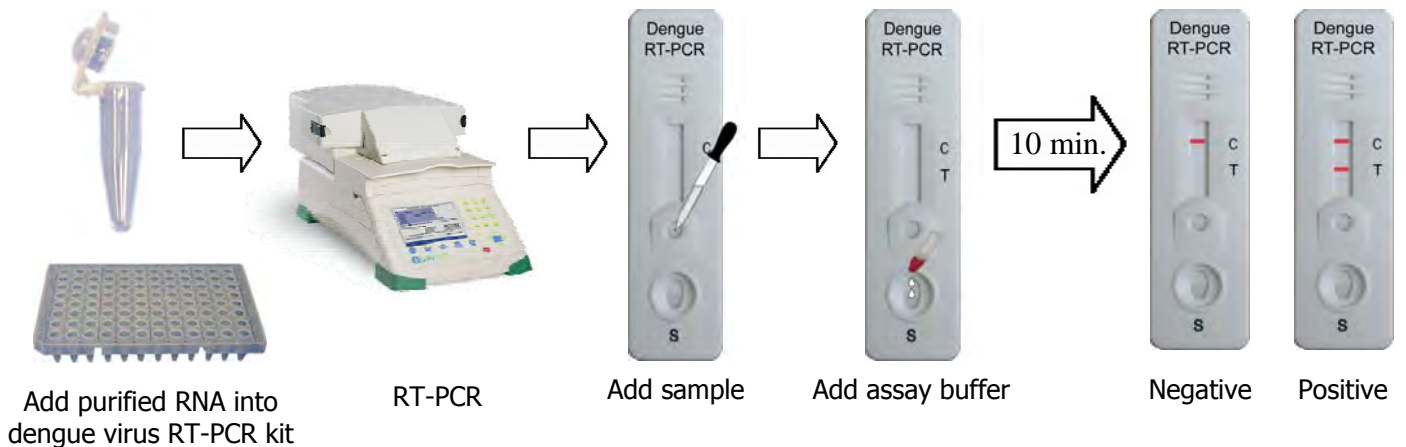 Dengue
RT-PCR
C
S
Dengue
RT-PCR
C
T
S
10 min.
Dengue
RT-PCR
C
T
S
Dengue
RT-PCR
C
T
S
Add purified RNA into
dengue virus RT-PCR kit
RT-PCR
Add sample
Add assay buffer
Negative
Positive